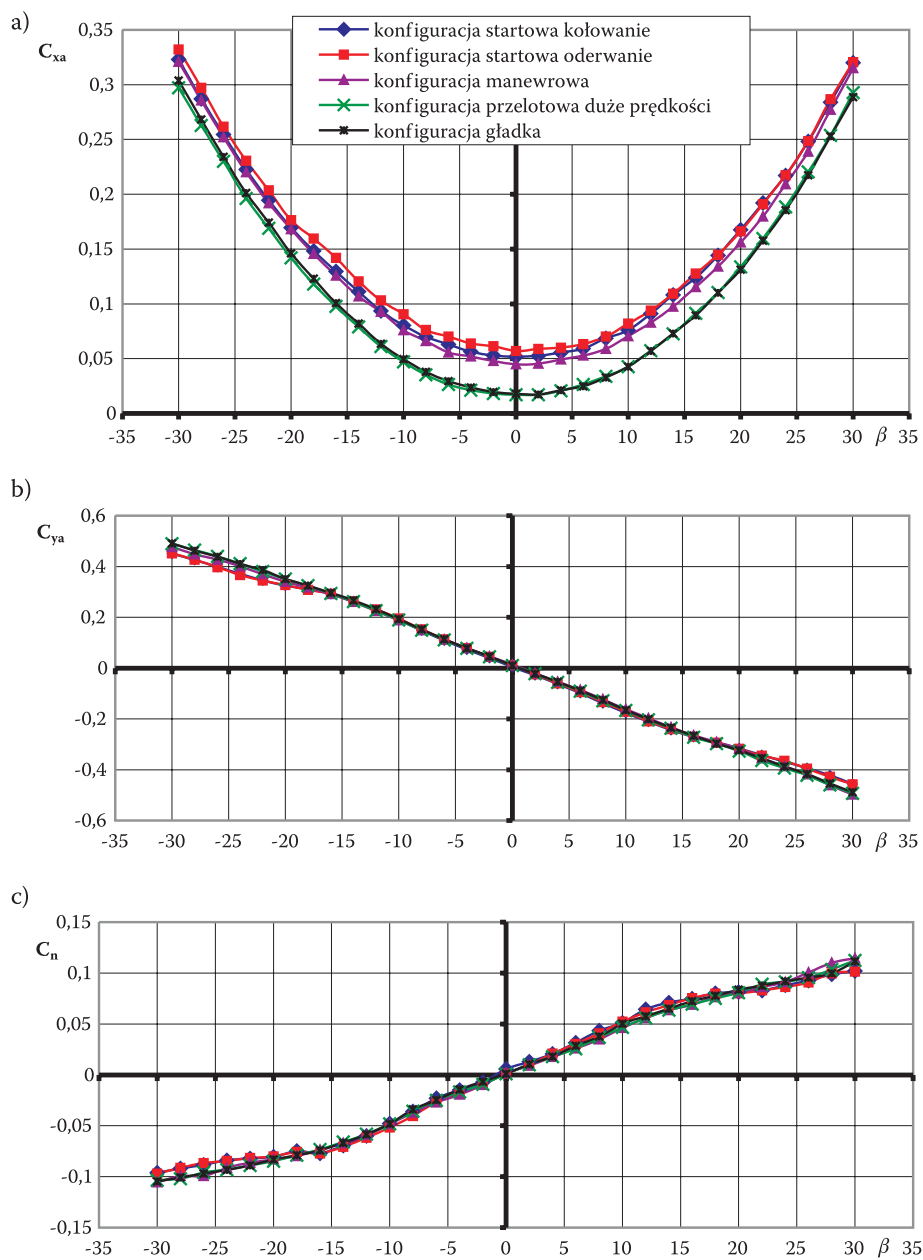 a)
C_xa
konfiguracja startowa kołowanie
konfiguracja startowa oderwanie
konfiguracja manewrowa
konfiguracja przelotowa duże prędkości
konfiguracja gładka
0,35
0,3
0,25
0,2
0,15
0,1
0,05
0
-35 -30 -25 -20 -15 -10 -5 0 5 10 15 20 25 30 β 35
b)
C_ya
0,6
0,4
0,2
0
-0,2
-0,4
-0,6
-35 -30 -25 -20 -15 -10 -5 0 5 10 15 20 25 30 β 35
c)
C_n
0,15
0,1
0,05
0
-0,05
-0,1
-0,15
-35 -30 -25 -20 -15 -10 -5 0 5 10 15 20 25 30 β 35